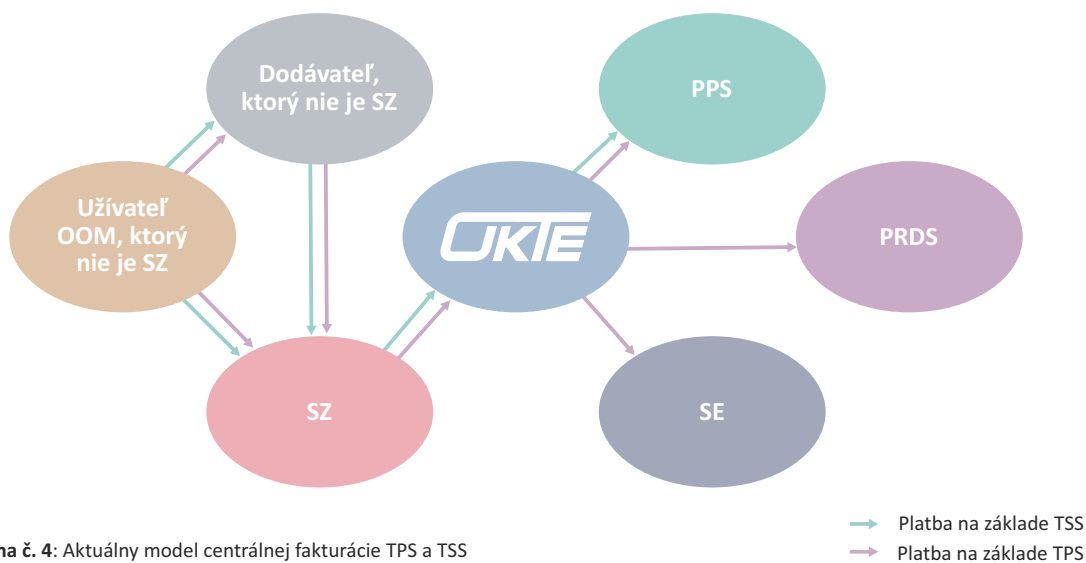 Dodávateľ,
ktorý nie je SZ
PPS
Užívateľ
OOM, ktorý
nie je SZ
OKTE
PRDS
SZ
SE
Platba na základe TSS
na č. 4: Aktuálny model centrálnej fakturácie TPS a TSS
Platba na základe TPS